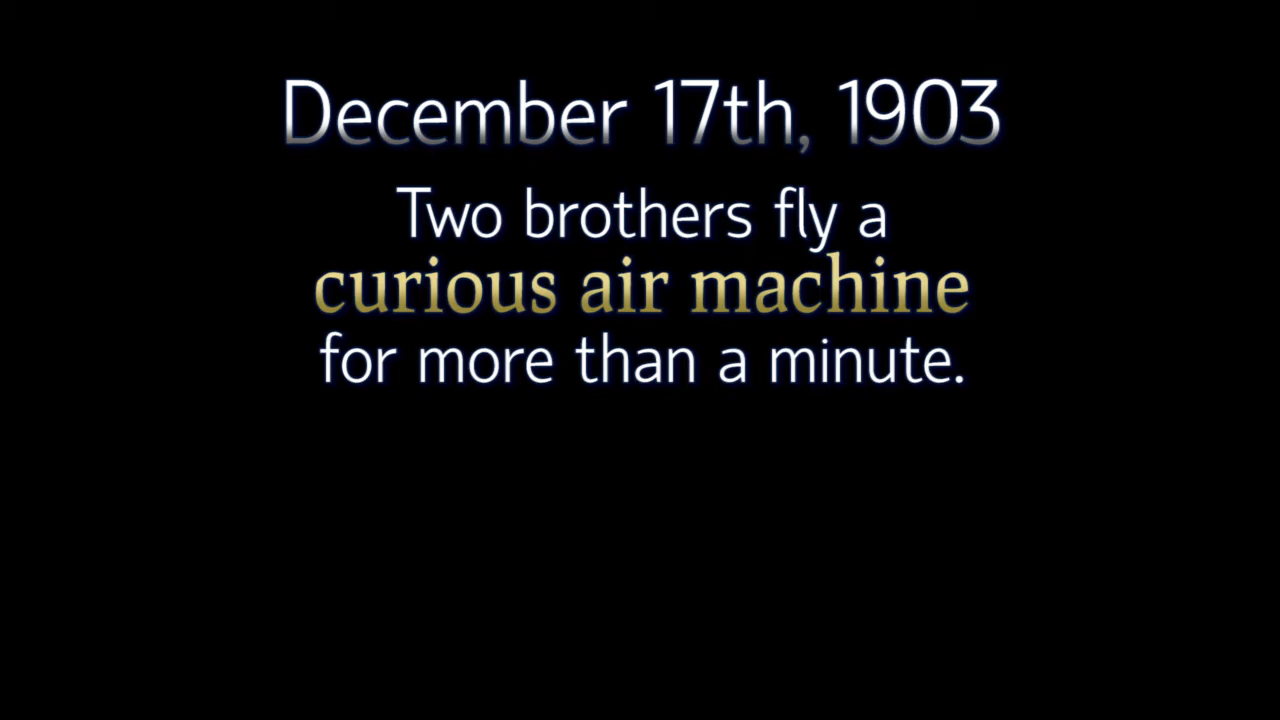 December 17th, 1903
Two brothers fly a
curious air machine
for more than a minute.